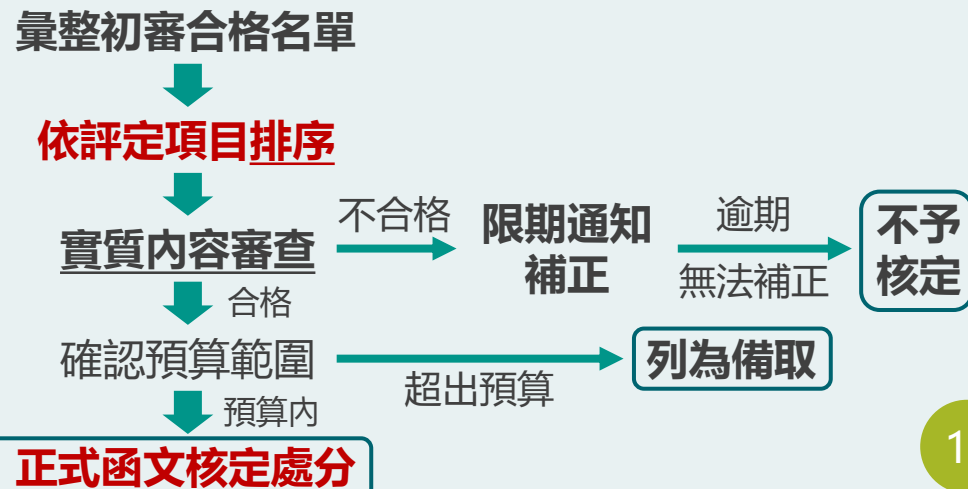 彙整初審合格名單
依評定項目排序
實質內容審查
不合格
限期通知
補正
逾期
無法補正
不予
核定
合格
確認預算範圍
超出預算
列為備取
預算內
正式函文核定處分
1